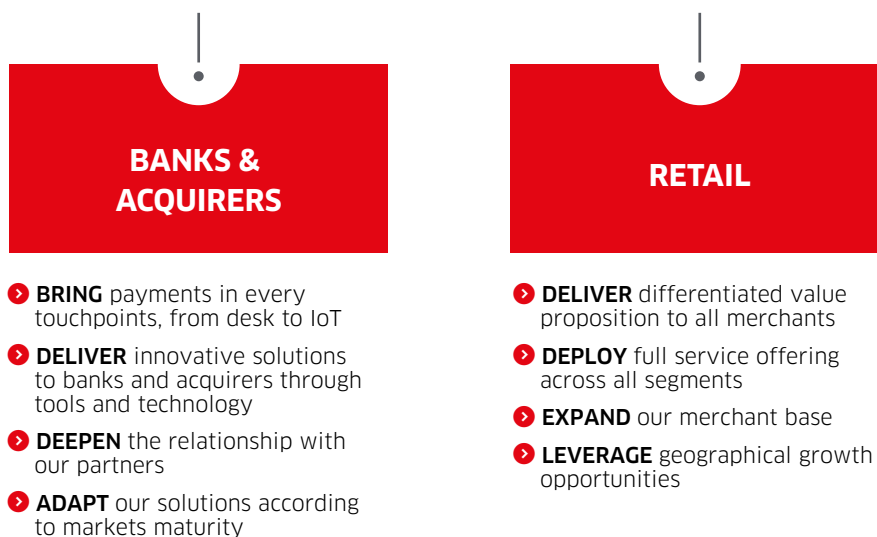 BANKS &
ACQUIRERS
BRING payments in every
touchpoints, from desk to IoT
DELIVER innovative solutions
to banks and acquirers through
tools and technology
DEEPEN the relationship with
our partners
ADAPT our solutions according
to markets maturity
RETAIL
DELIVER differentiated value
proposition to all merchants
DEPLOY full service offering
across all segments
EXPAND our merchant base
LEVERAGE geographical growth
opportunities